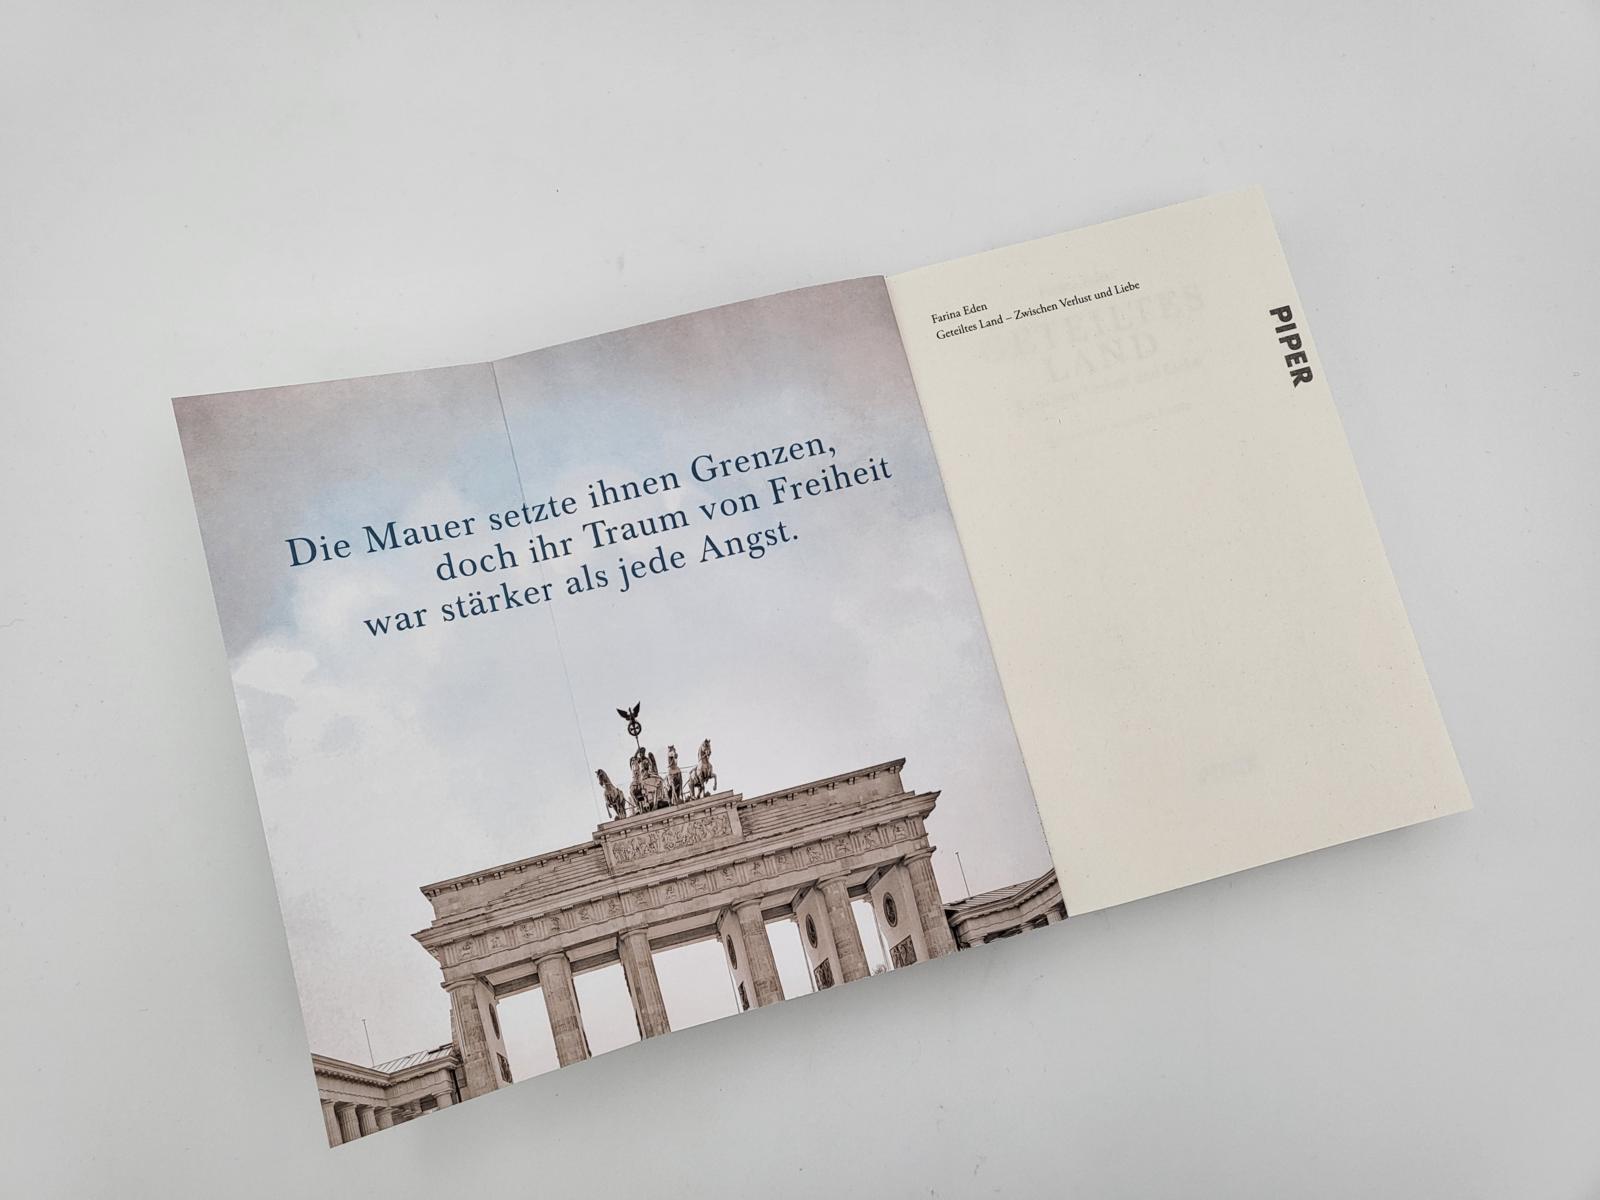 Die Mauer setzte ihnen Grenzen,
doch ihr Traum von Freiheit
war stärker als jede Angst.
Farina Eden
Geteiltes Land – Zwischen Verlust und Liebe
PIPER